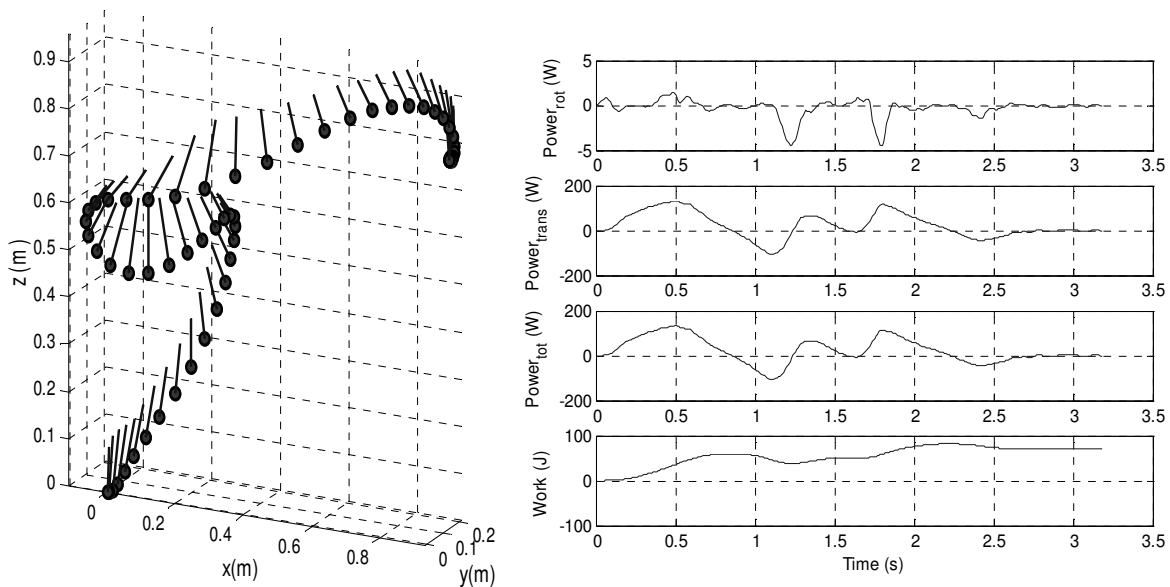 0.9
0.8
0.7
0.6
0.5
0.4
0.3
0.2
0.1
0
z (m )
0
0.2
0.4
0.6
0.8
x(m)
0
0.1
0.2
y(m)
5
0
-5
Power_rot (W)
0 0.5 1 1.5 2 2.5 3 3.5
200
0
-200
Power_trans (W)
0 0.5 1 1.5 2 2.5 3 3.5
200
0
-200
Power_tot (W)
0 0.5 1 1.5 2 2.5 3 3.5
100
0
-100
Work (J)
0 0.5 1 1.5 2 2.5 3 3.5
Time (s)